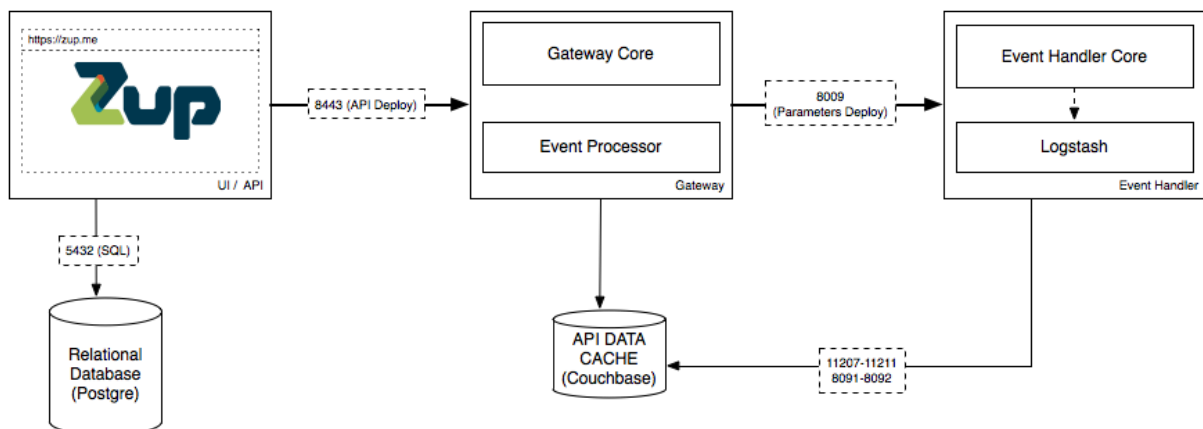 https://zup.me
Zup
UI / API
8443 (API Deploy)
Gateway Core
Event Processor
Gateway
8009
(Parameters Deploy)
Event Handler Core
Logstash
Event Handler
5432 (SQL)
Relational
Database
(Postgre)
API DATA
CACHE
(Couchbase)
11207-11211
8091-8092